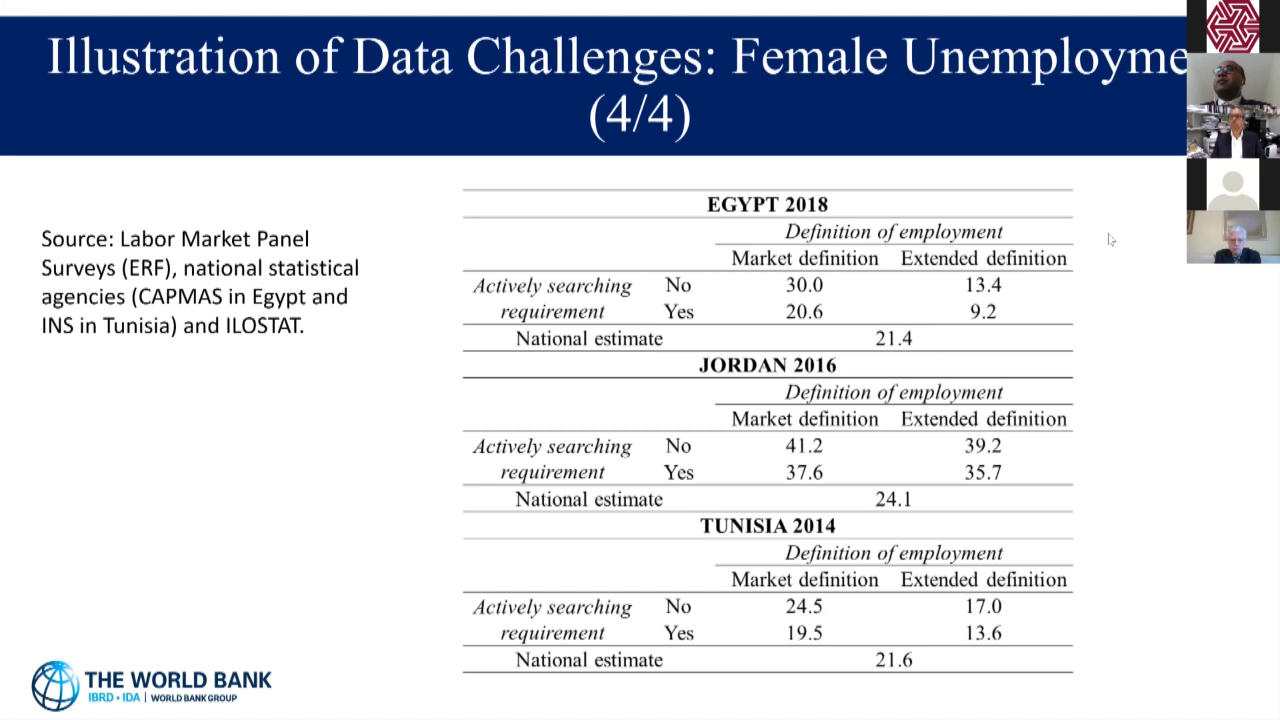 Illustration of Data Challenges: Female Unemployme
(4/4)
Source: Labor Market Panel
Surveys (ERF), national statistical
agencies (CAPMAS in Egypt and
INS in Tunisia) and ILOSTAT.
EGYPT 2018
Definition of employment
Market definition Extended definition
Actively searching No 30.0 13.4
requirement Yes 20.6 9.2
National estimate 21.4
JORDAN 2016
Definition of employment
Market definition Extended definition
Actively searching No 41.2 39.2
requirement Yes 37.6 35.7
National estimate 24.1
TUNISIA 2014
Definition of employment
Market definition Extended definition
Actively searching No 24.5 17.0
requirement Yes 19.5 13.6
National estimate 21.6
THE WORLD BANK
IBRD • IDA | WORLD BANK GROUP